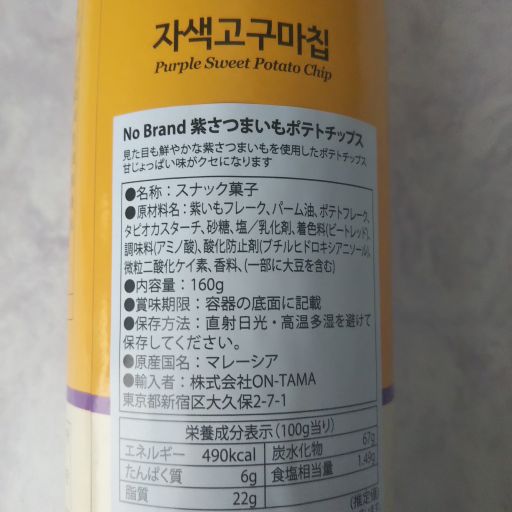 자색고구마칩
Purple Sweet Potato Chip
No Brand 紫さつまいもポテトチップス
見た目も鮮やかな紫さつまいもを使用したポテトチップス
甘じょっぱい味がクセになります
●名称：スナック菓子
●原材料名：紫いもフレーク、パーム油、ポテトフレーク、
タピオカスターチ、砂糖、塩／乳化剤、着色料(ビートレッド)、
調味料(アミノ酸)、酸化防止剤(ブチルヒドロキシアニソール)、
微粒二酸化ケイ素、香料、(一部に大豆を含む)
●内容量：160g
●賞味期限：容器の底面に記載
●保存方法：直射日光・高温多湿を避けて
保存してください。
●原産国名：マレーシア
●輸入者：株式会社ON-TAMA
東京都新宿区大久保2-7-1
栄養成分表示（100g当り）
エネルギー 490kcal 炭水化物 67g
たんぱく質 6g 食塩相当量 1.49g
脂質 22g
(推定値)